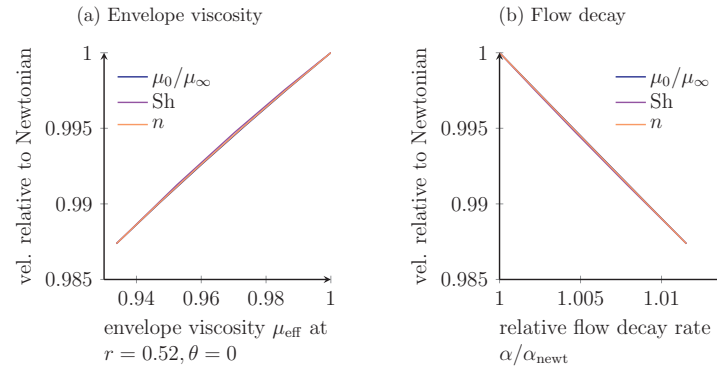 (a) Envelope viscosity
vel. relative to Newtonian
1
0.995
0.99
0.985
μ₀/μ∞
Sh
n
0.94 0.96 0.98 1
envelope viscosity μ_eff at
r = 0.52, θ = 0
(b) Flow decay
vel. relative to Newtonian
1
0.995
0.99
0.985
μ₀/μ∞
Sh
n
1 1.005 1.01
relative flow decay rate
α/α_newt